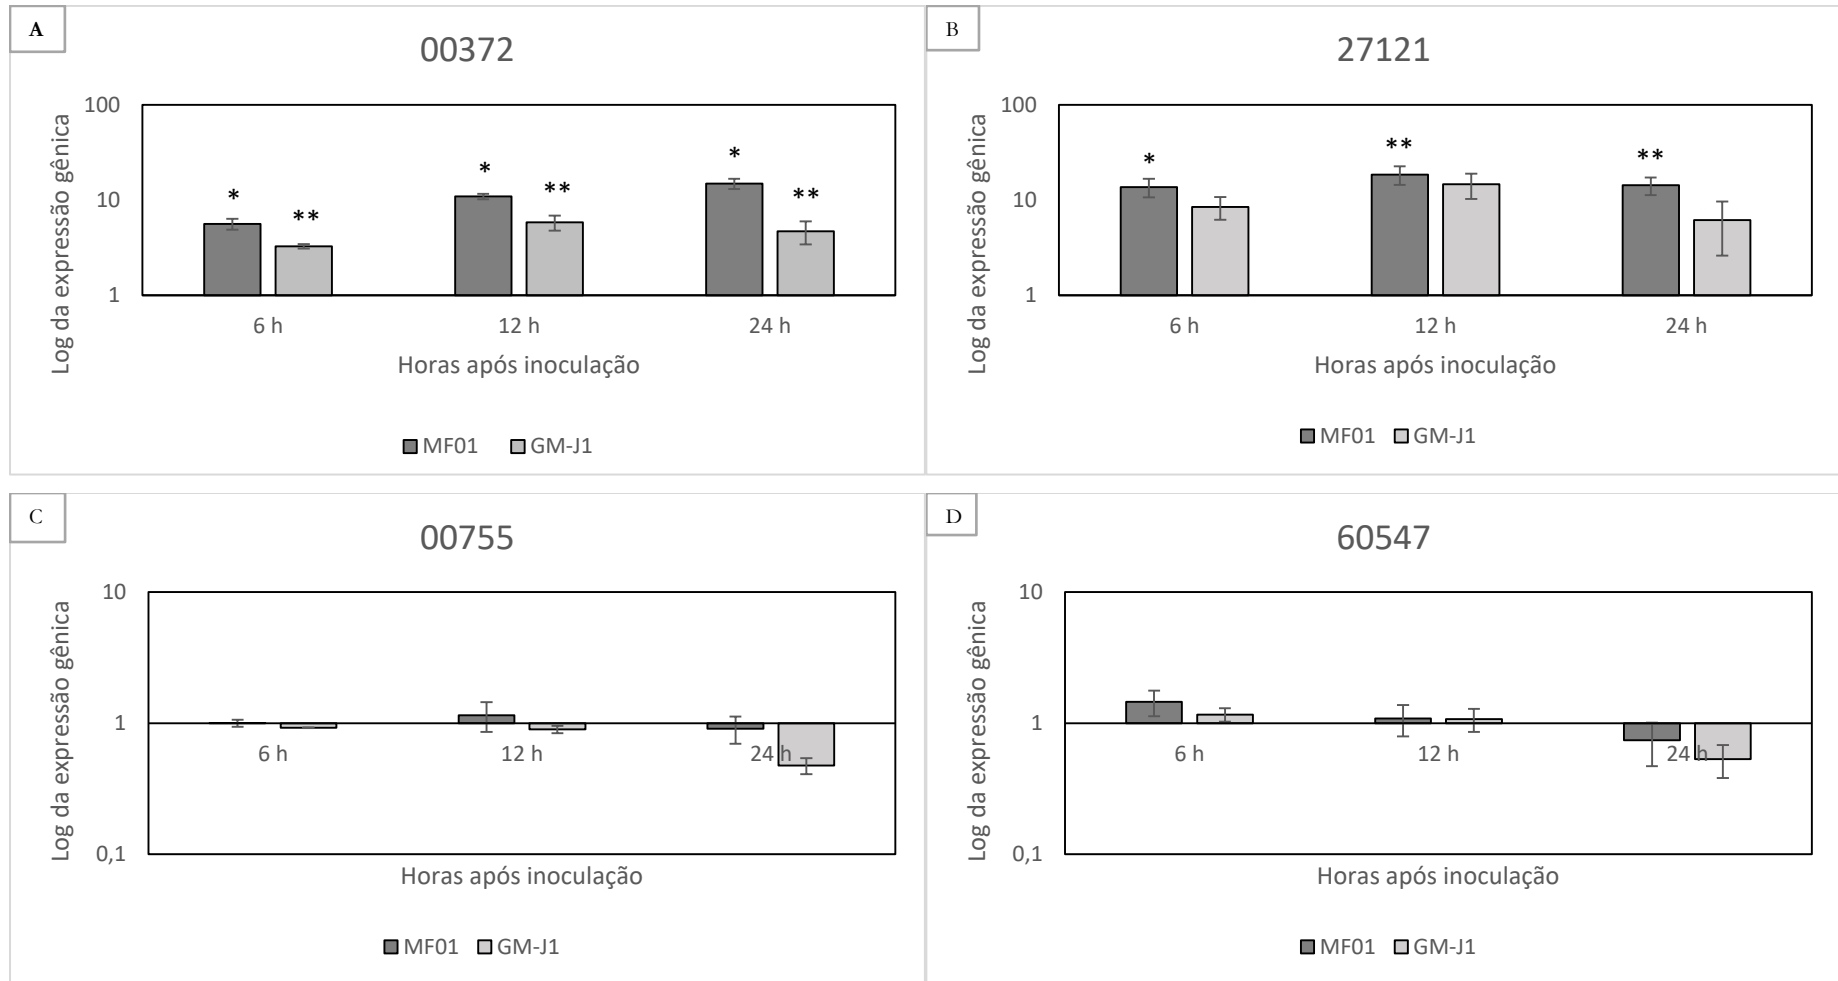 A
00372
Log da expressão gênica
100
10
1
* ** * ** * **
6 h 12 h 24 h
Horas após inoculação
MF01 GM-J1
B
27121
Log da expressão gênica
100
10
1
* ** **
6 h 12 h 24 h
Horas após inoculação
MF01 GM-J1
C
00755
Log da expressão gênica
10
1
0,1
6 h 12 h 24 h
Horas após inoculação
MF01 GM-J1
D
60547
Log da expressão gênica
10
1
0,1
6 h 12 h 24 h
Horas após inoculação
MF01 GM-J1